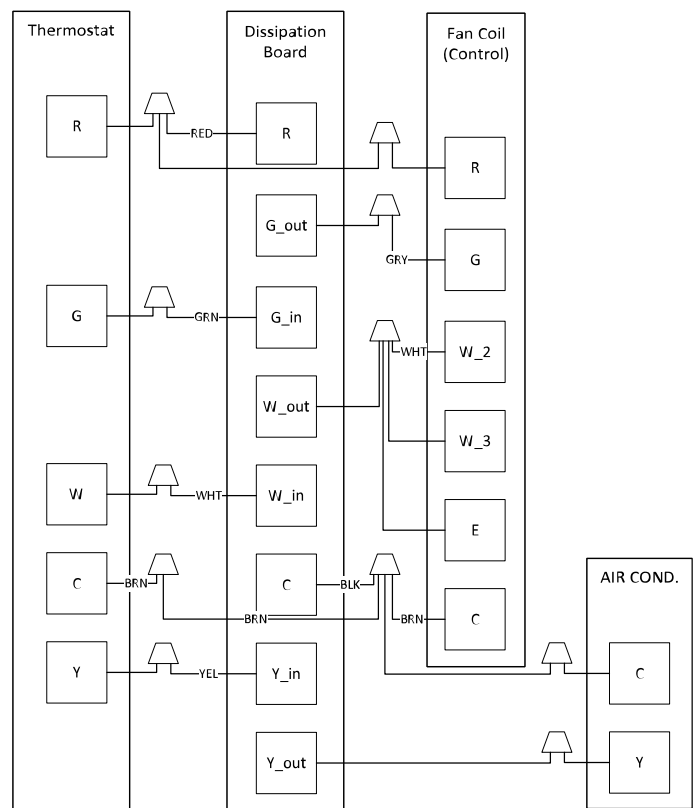 Thermostat
Dissipation
Board
Fan Coil
(Control)
R
RED
R
R
G_out
GRY
G
G
GRN
G_in
WHT
W_2
W_out
W_3
W
WHT
W_in
E
C
BRN
C
BLK
BRN
BRN
C
AIR COND.
Y
YEL
Y_in
C
Y_out
Y